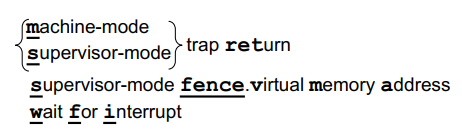 machine-mode
supervisor-mode
trap return
supervisor-mode fence.virtual memory address
wait for interrupt